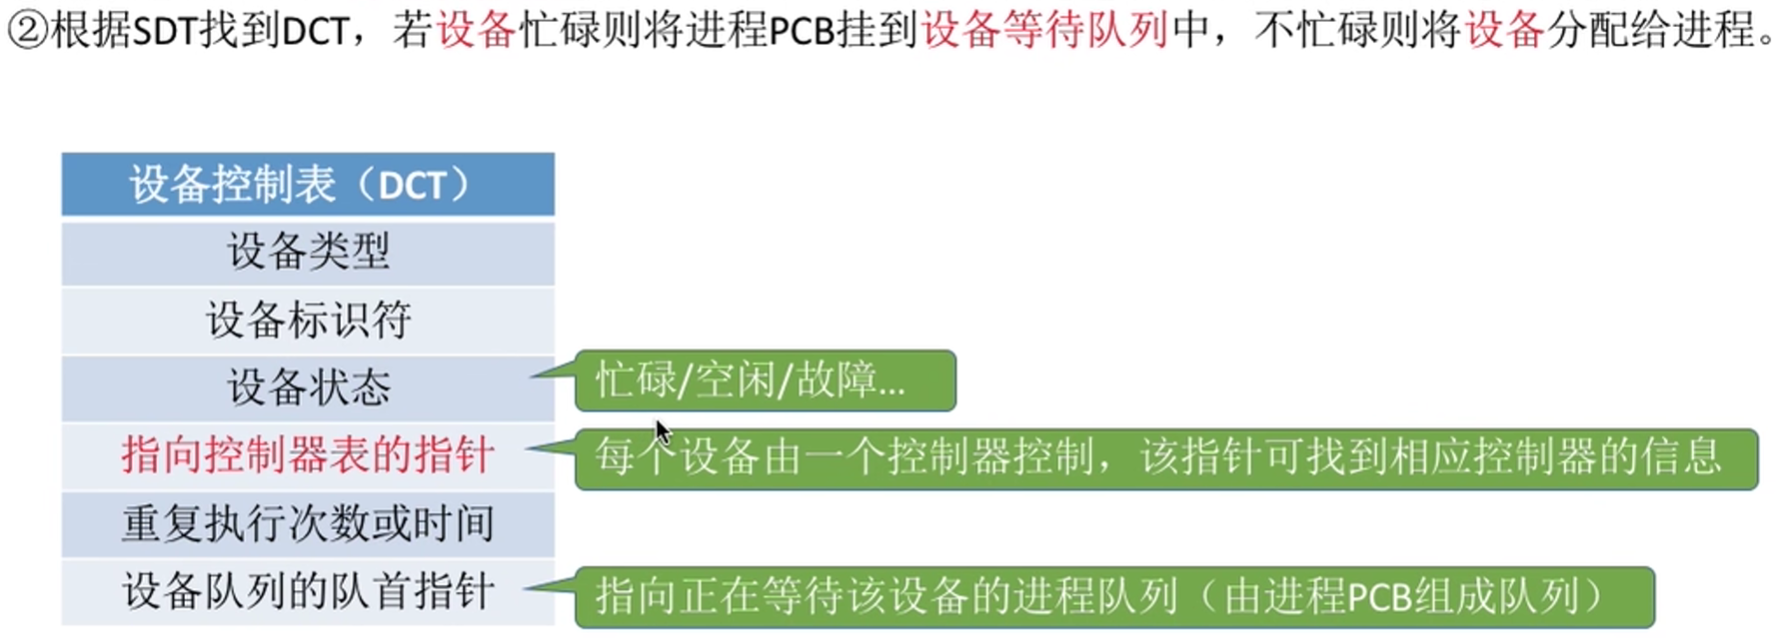 ②根据SDT找到DCT，若设备忙碌则将进程PCB挂到设备等待队列中，不忙碌则将设备分配给进程。
设备控制表（DCT）
设备类型
设备标识符
设备状态
忙碌/空闲/故障...
指向控制器表的指针
每个设备由一个控制器控制，该指针可找到相应控制器的信息
重复执行次数或时间
设备队列的队首指针
指向正在等待该设备的进程队列（由进程PCB组成队列）